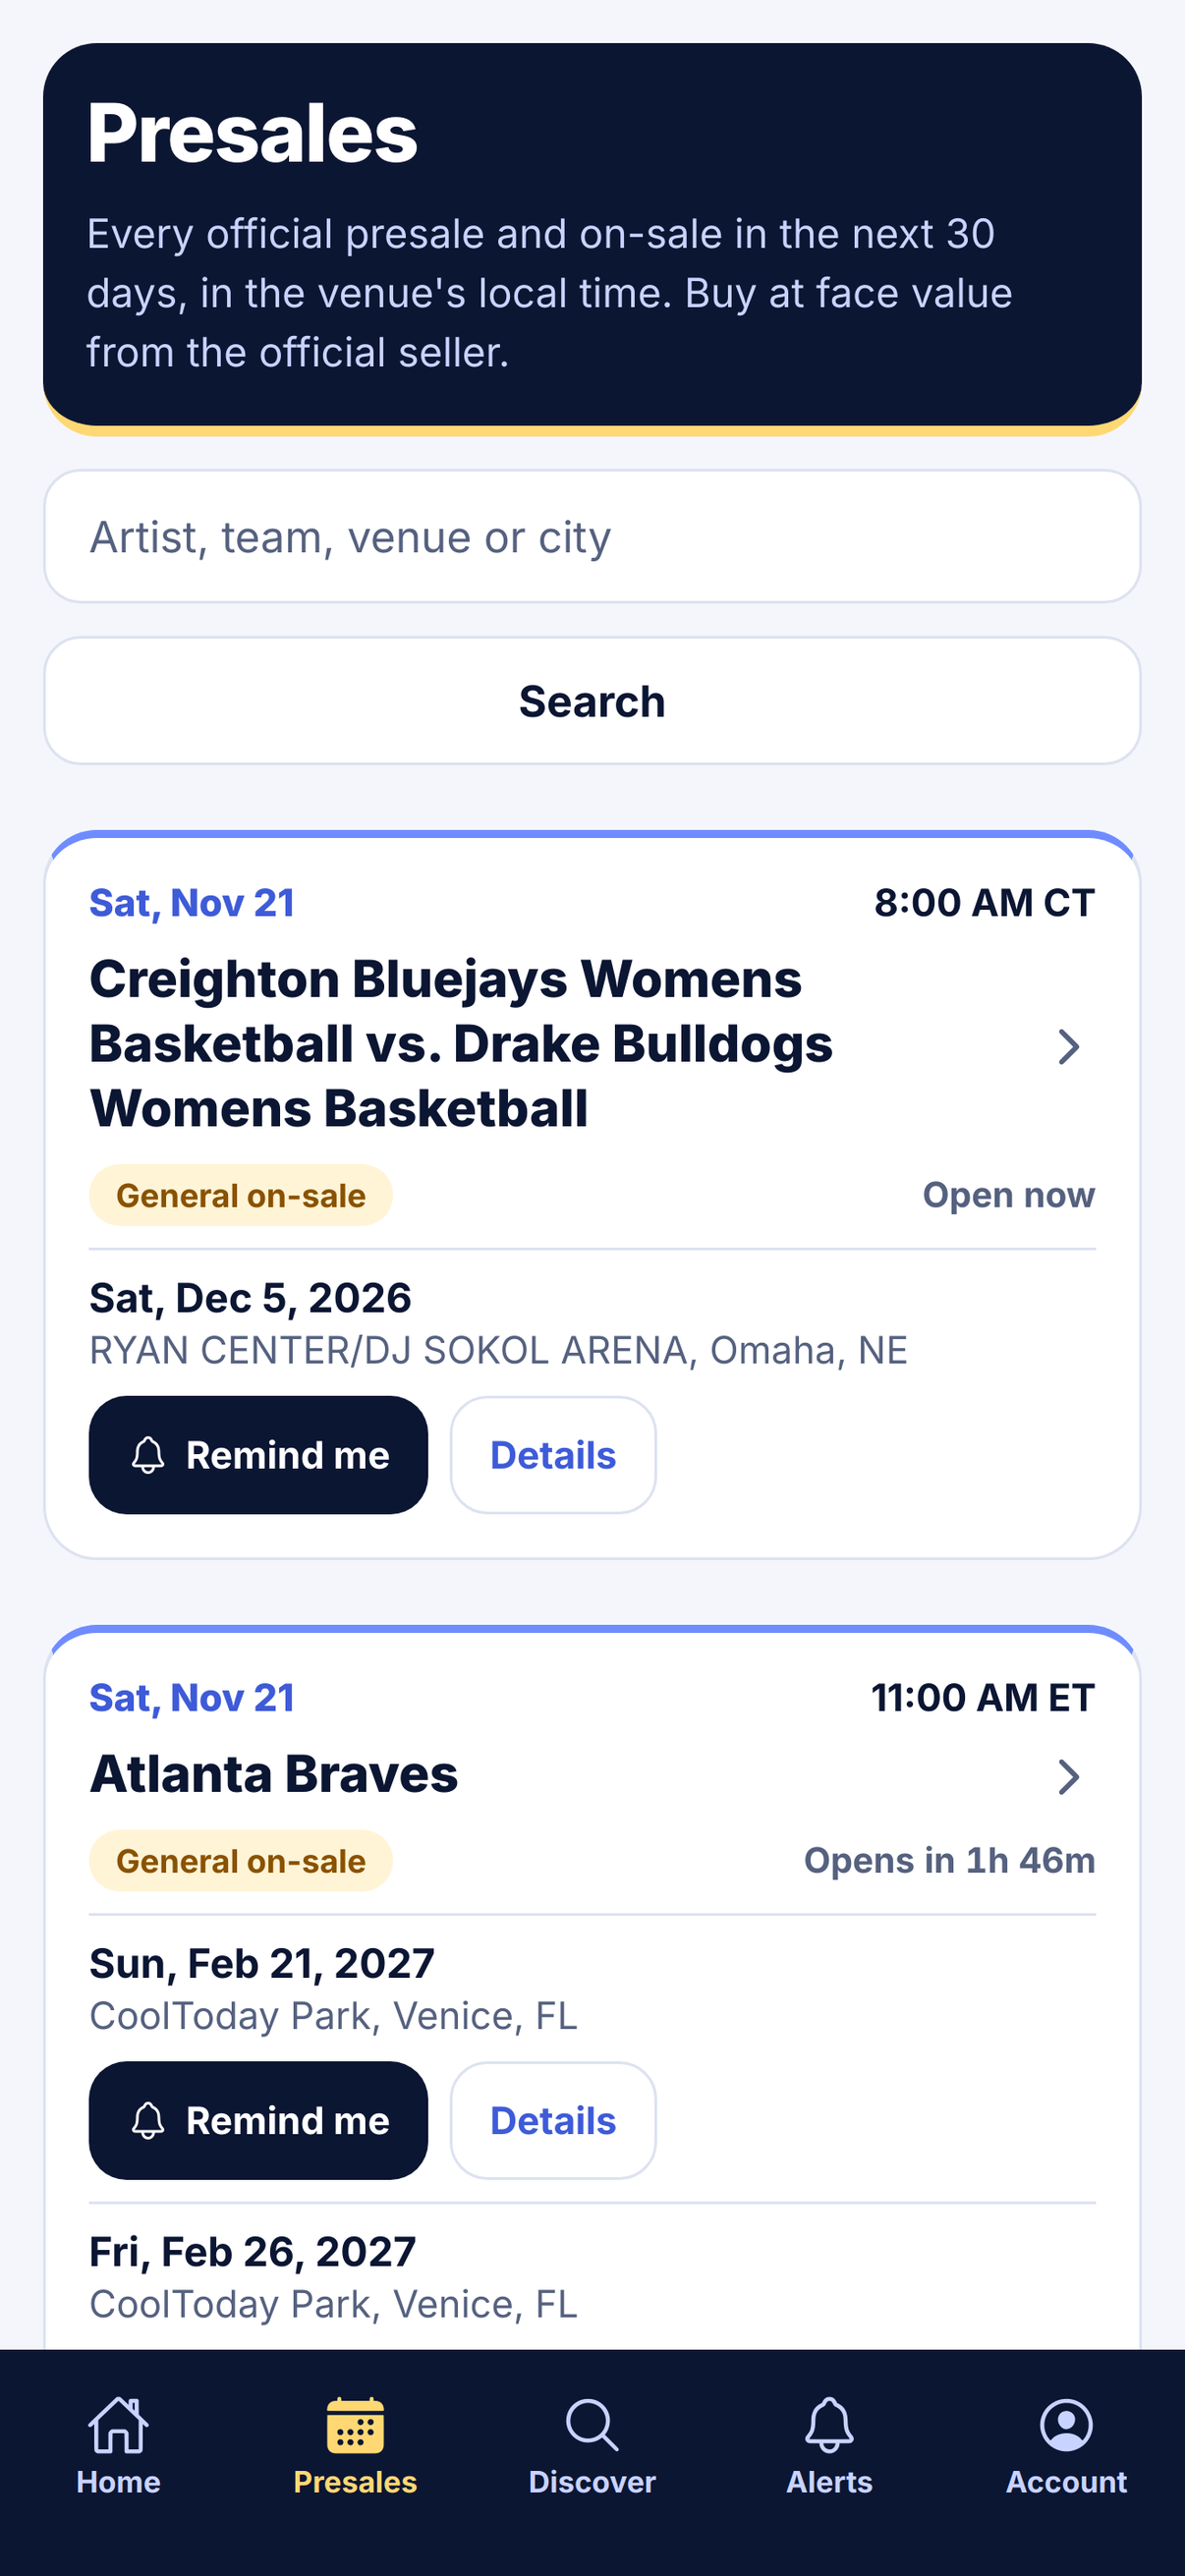 Presales
Every official presale and on-sale in the next 30
days, in the venue's local time. Buy at face value
from the official seller.
Artist, team, venue or city
Search
Sat, Nov 21
8:00 AM CT
Creighton Bluejays Womens
Basketball vs. Drake Bulldogs
Womens Basketball
General on-sale
Open now
Sat, Dec 5, 2026
RYAN CENTER/DJ SOKOL ARENA, Omaha, NE
Remind me
Details
Sat, Nov 21
11:00 AM ET
Atlanta Braves
General on-sale
Opens in 1h 46m
Sun, Feb 21, 2027
CoolToday Park, Venice, FL
Remind me
Details
Fri, Feb 26, 2027
CoolToday Park, Venice, FL
Home
Presales
Discover
Alerts
Account